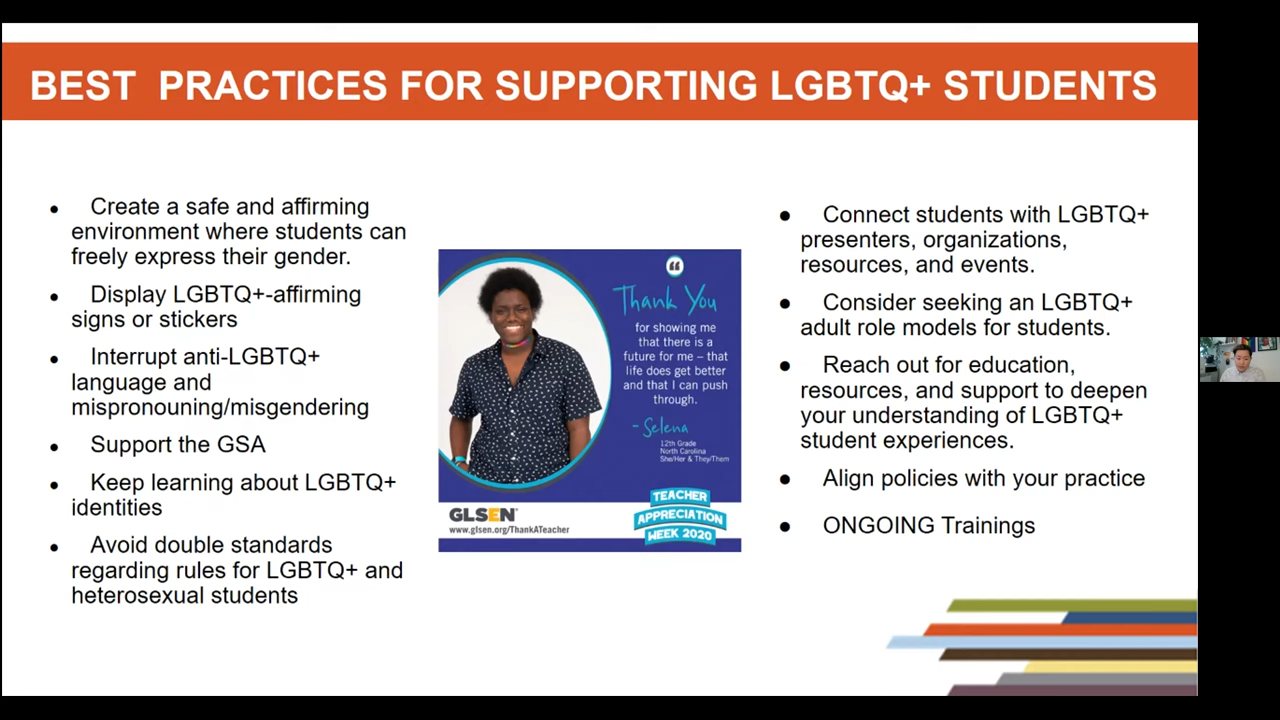 BEST PRACTICES FOR SUPPORTING LGBTQ+ STUDENTS
● Create a safe and affirming
environment where students can
freely express their gender.
● Display LGBTQ+-affirming
signs or stickers
● Interrupt anti-LGBTQ+
language and
mispronouning/misgendering
● Support the GSA
● Keep learning about LGBTQ+
identities
● Avoid double standards
regarding rules for LGBTQ+ and
heterosexual students
“
Thank You
for showing me
that there is a
future for me – that
life does get better
and that I can push
through.
- Selena
12th Grade
North Carolina
She/Her & They/Them
GLSEN
www.glsen.org/ThankATeacher
TEACHER
APPRECIATION
WEEK 2020
● Connect students with LGBTQ+
presenters, organizations,
resources, and events.
● Consider seeking an LGBTQ+
adult role models for students.
● Reach out for education,
resources, and support to deepen
your understanding of LGBTQ+
student experiences.
● Align policies with your practice
● ONGOING Trainings